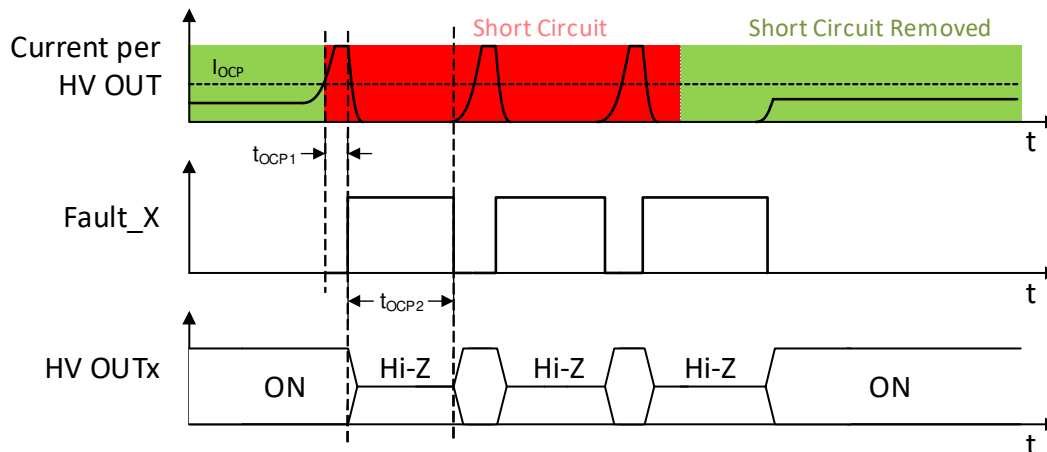 Short Circuit
Short Circuit Removed
Current per
HV OUT
IOCP
t
tOCP1
Fault_X
t
tOCP2
HV OUTx
ON
Hi-Z
Hi-Z
Hi-Z
ON
t